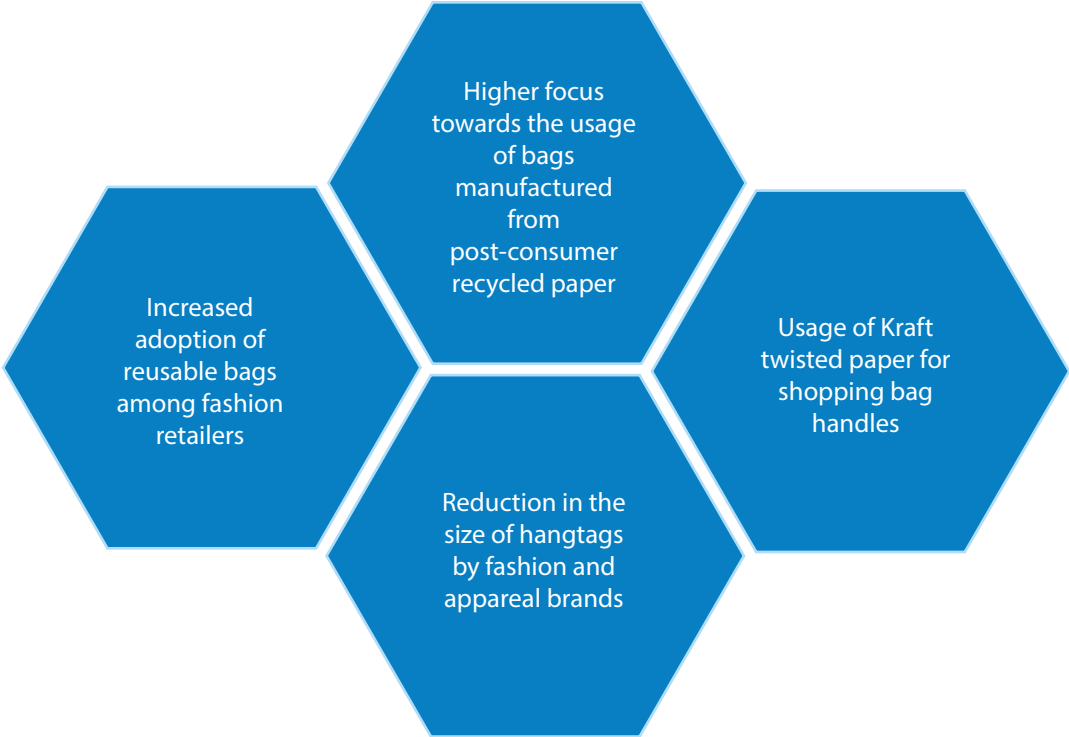 Higher focus
towards the usage
of bags
manufactured
from
post-consumer
recycled paper
Increased
adoption of
reusable bags
among fashion
retailers
Usage of Kraft
twisted paper for
shopping bag
handles
Reduction in the
size of hangtags
by fashion and
appareal brands